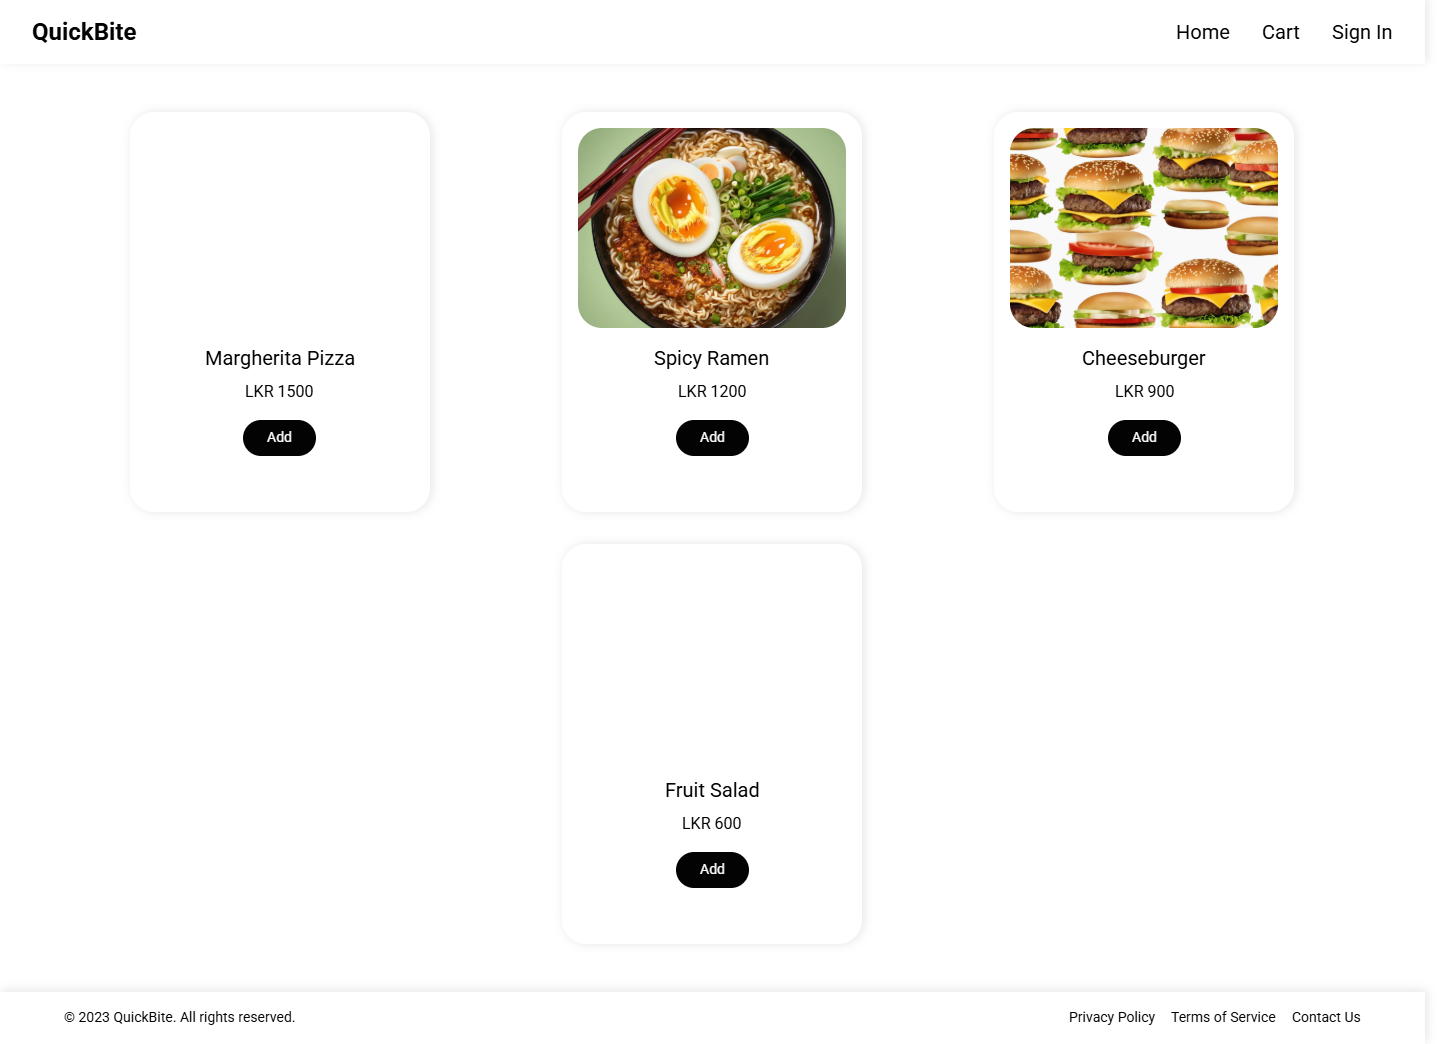 QuickBite
Home Cart Sign In
Margherita Pizza
LKR 1500
Add
Spicy Ramen
LKR 1200
Add
Cheeseburger
LKR 900
Add
Fruit Salad
LKR 600
Add
© 2023 QuickBite. All rights reserved.
Privacy Policy Terms of Service Contact Us